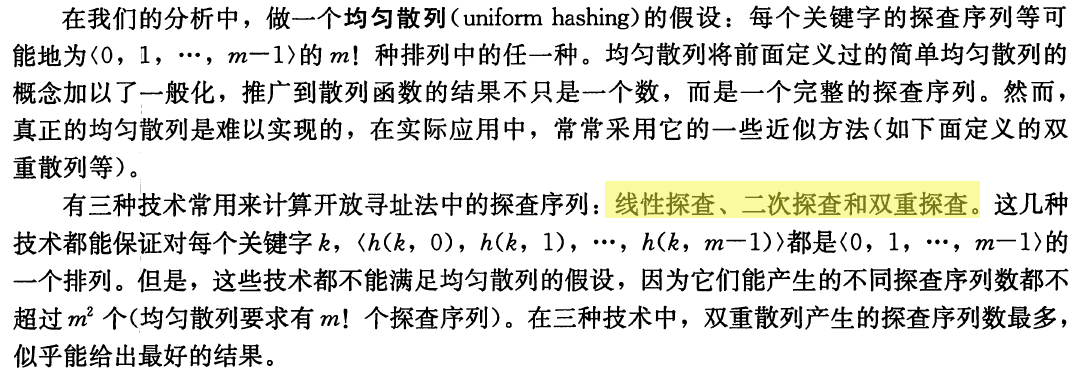 在我们的分析中，做一个均匀散列(uniform hashing)的假设：每个关键字的探查序列等可
能地为〈0，1，…，m−1〉的m！种排列中的任一种。均匀散列将前面定义过的简单均匀散列的
概念加以了一般化，推广到散列函数的结果不只是一个数，而是一个完整的探查序列。然而，
真正的均匀散列是难以实现的，在实际应用中，常常采用它的一些近似方法(如下面定义的双
重散列等)。
有三种技术常用来计算开放寻址法中的探查序列：线性探查、二次探查和双重探查。这几种
技术都能保证对每个关键字k，〈h(k，0)，h(k，1)，…，h(k，m−1)〉都是〈0，1，…，m−1〉的
一个排列。但是，这些技术都不能满足均匀散列的假设，因为它们能产生的不同探查序列数都不
超过m²个(均匀散列要求有m！个探查序列)。在三种技术中，双重散列产生的探查序列数最多，
似乎能给出最好的结果。